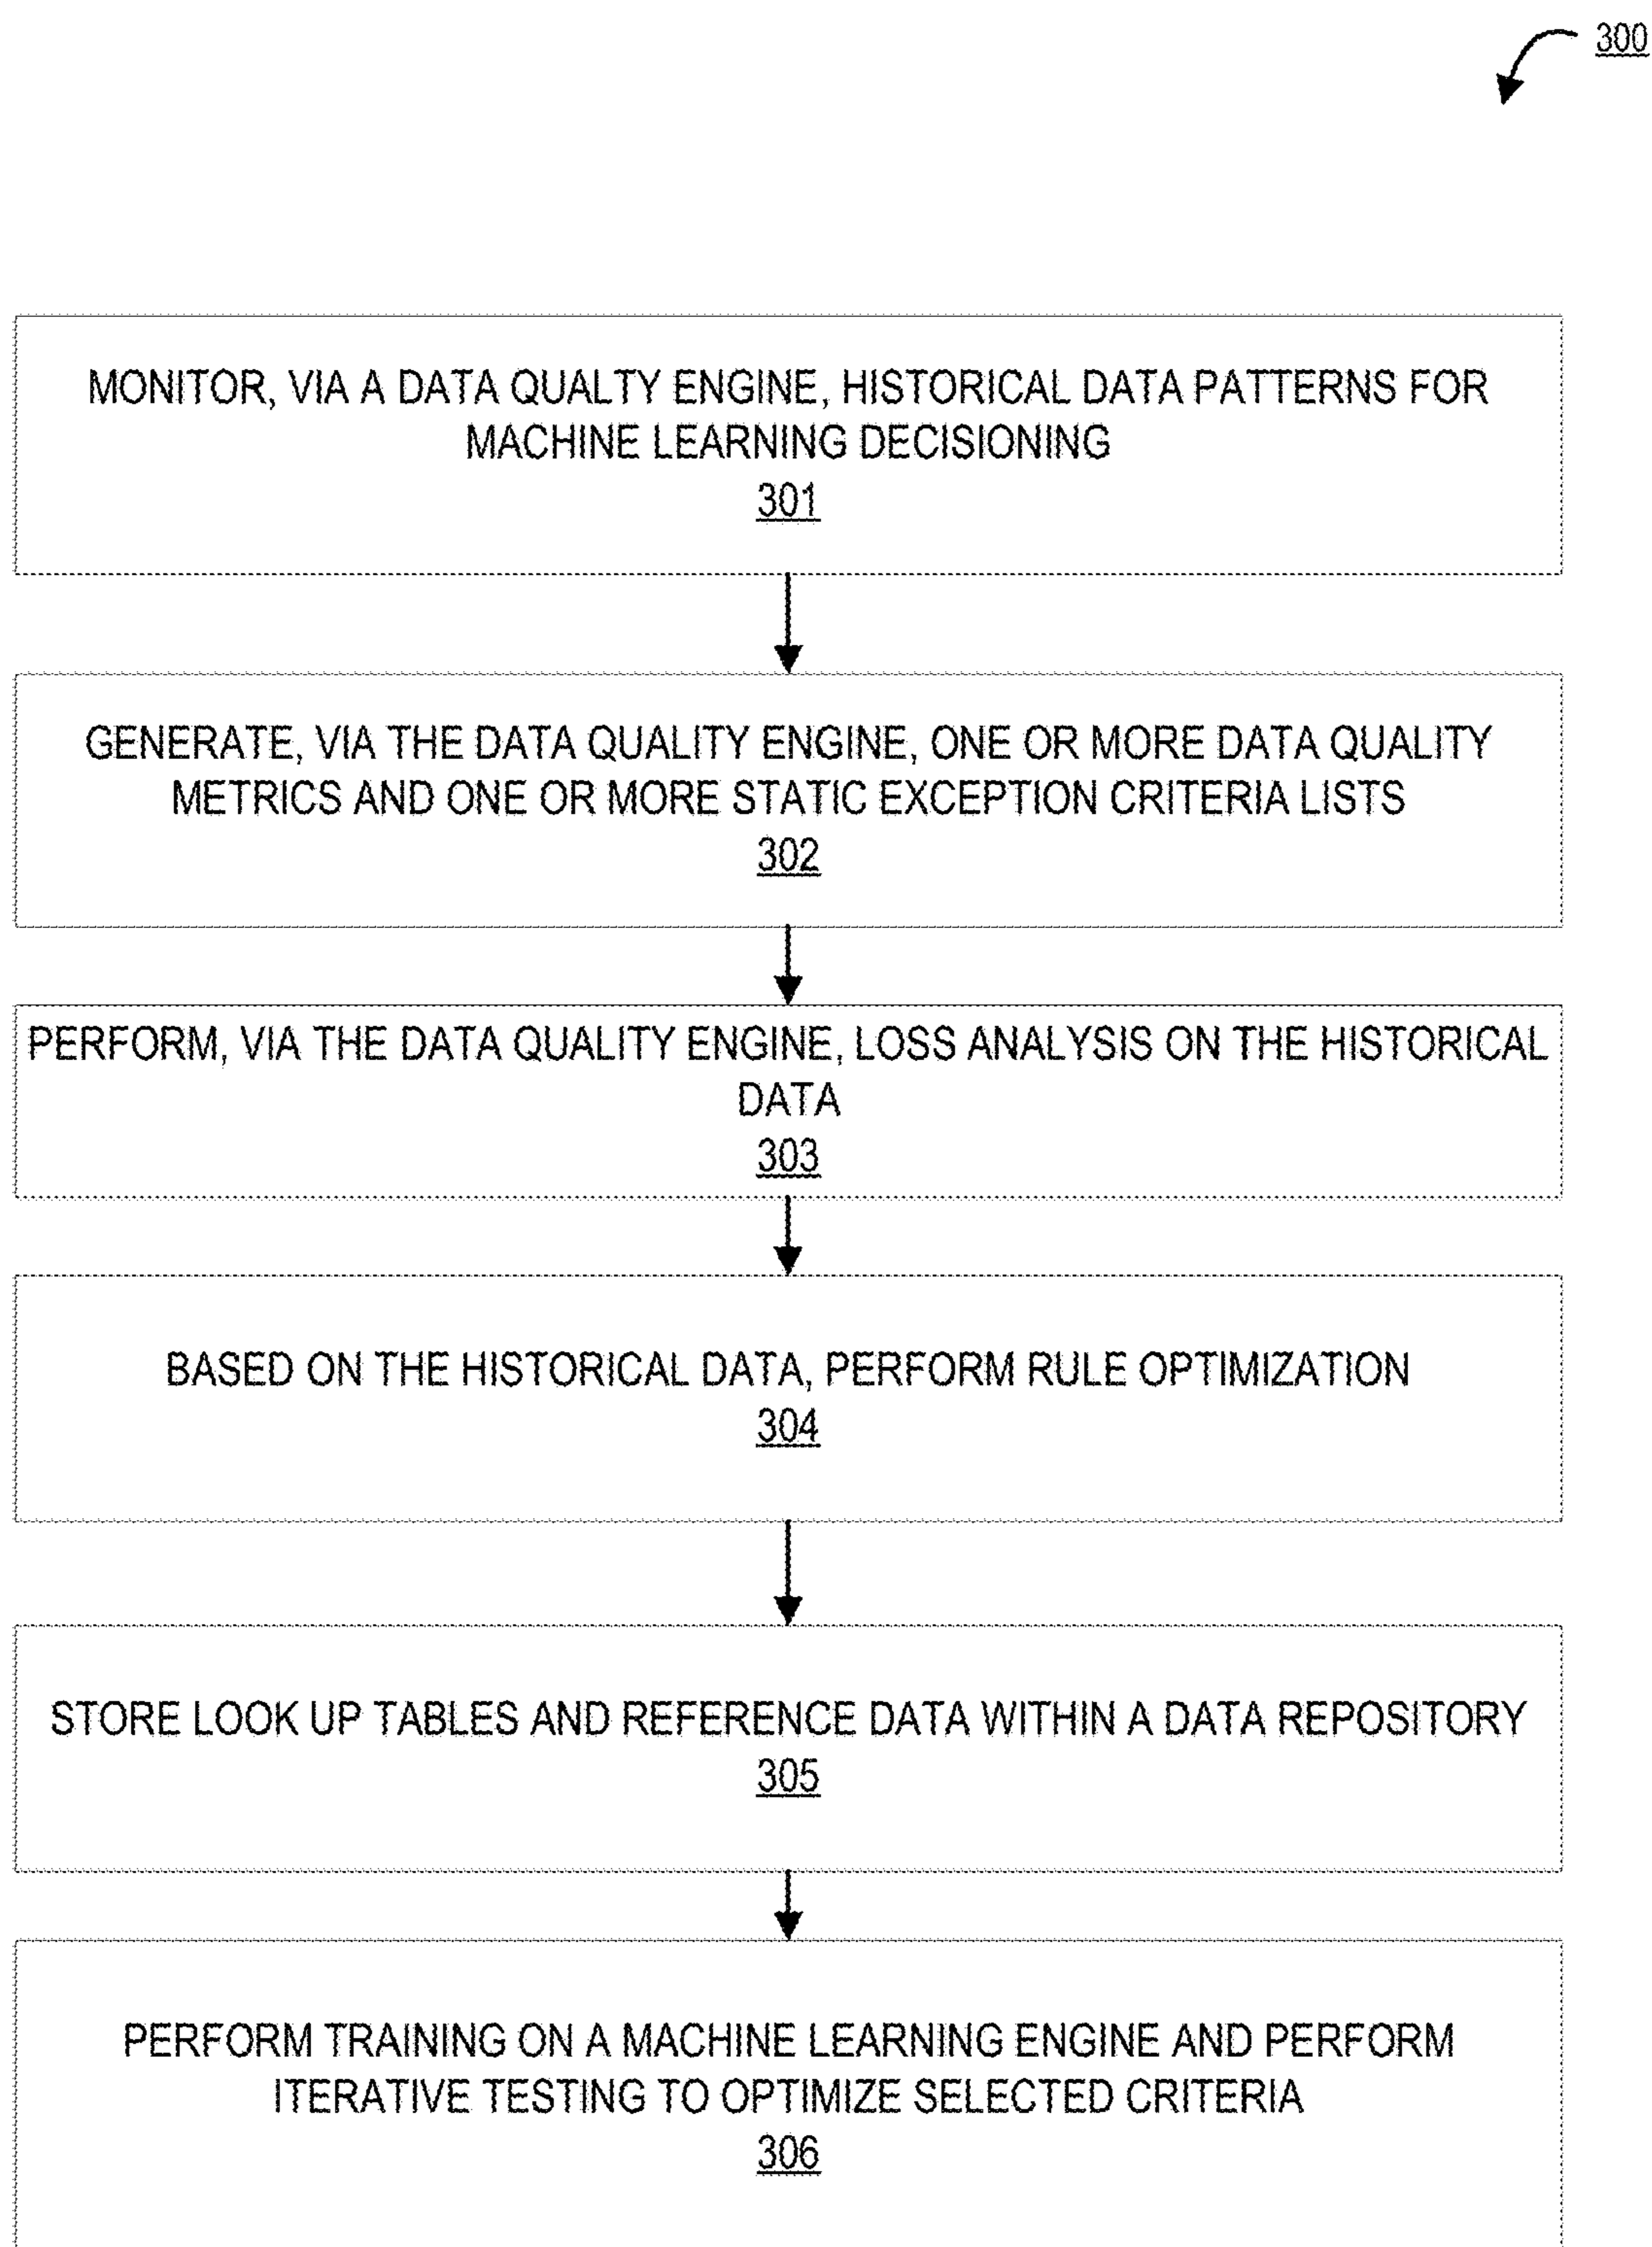 300
MONITOR, VIA A DATA QUALTY ENGINE, HISTORICAL DATA PATTERNS FOR
MACHINE LEARNING DECISIONING
301
GENERATE, VIA THE DATA QUALITY ENGINE, ONE OR MORE DATA QUALITY
METRICS AND ONE OR MORE STATIC EXCEPTION CRITERIA LISTS
302
PERFORM, VIA THE DATA QUALITY ENGINE, LOSS ANALYSIS ON THE HISTORICAL
DATA
303
BASED ON THE HISTORICAL DATA, PERFORM RULE OPTIMIZATION
304
STORE LOOK UP TABLES AND REFERENCE DATA WITHIN A DATA REPOSITORY
305
PERFORM TRAINING ON A MACHINE LEARNING ENGINE AND PERFORM
ITERATIVE TESTING TO OPTIMIZE SELECTED CRITERIA
306